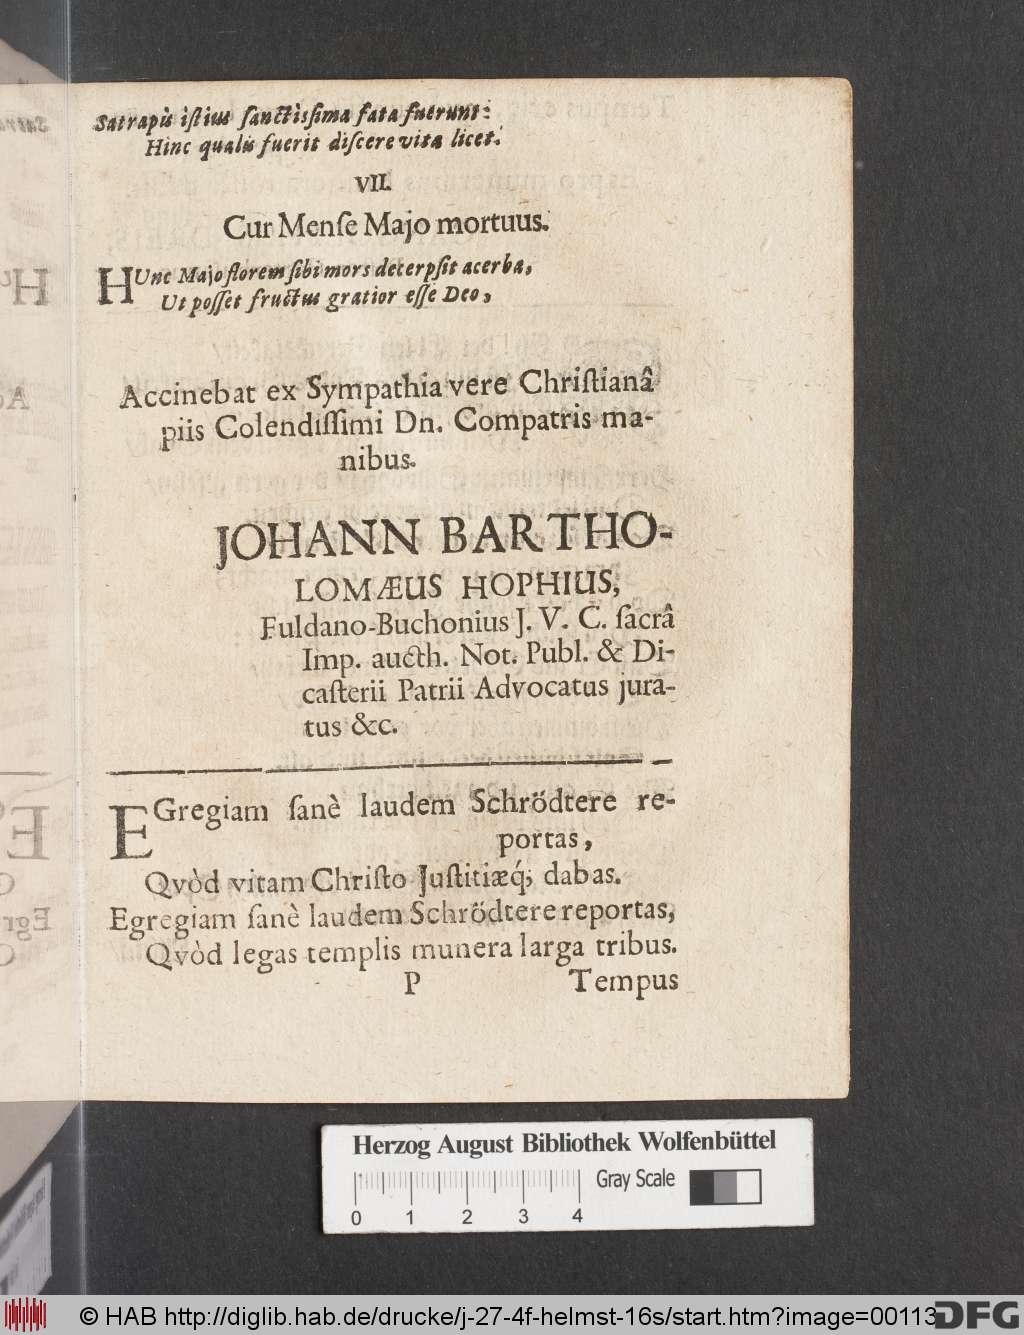 Satrapis iſtius ſanctisſima fata fuerunt:
Hinc qualis fuerit diſcere vita licet.
VII.
Cur Menſe Majo mortuus.
HUnc Majo florem ſibi mors decerpſit acerba,
Ut poſſet fructus gratior eſſe Deo,
Accinebat ex Sympathia vere Chriſtianâ
piis Colendiſſimi Dn. Compatris ma-
nibus.
JOHANN BARTHO-
LOMÆUS HOPHIUS,
Fuldano-Buchonius J. V. C. ſacrâ
Imp. aucth. Not. Publ. & Di-
caſterii Patrii Advocatus jura-
tus &c.
EGregiam ſanè laudem Schrödtere re-
portas,
Qvòd vitam Chriſto Juſtitiæq́; dabas.
Egregiam ſanè laudem Schrödtere reportas,
Qvòd legas templis munera larga tribus.
P Tempus
Herzog August Bibliothek Wolfenbüttel
Gray Scale
0 1 2 3 4
© HAB http://diglib.hab.de/drucke/j-27-4f-helmst-16s/start.htm?image=00113
DFG